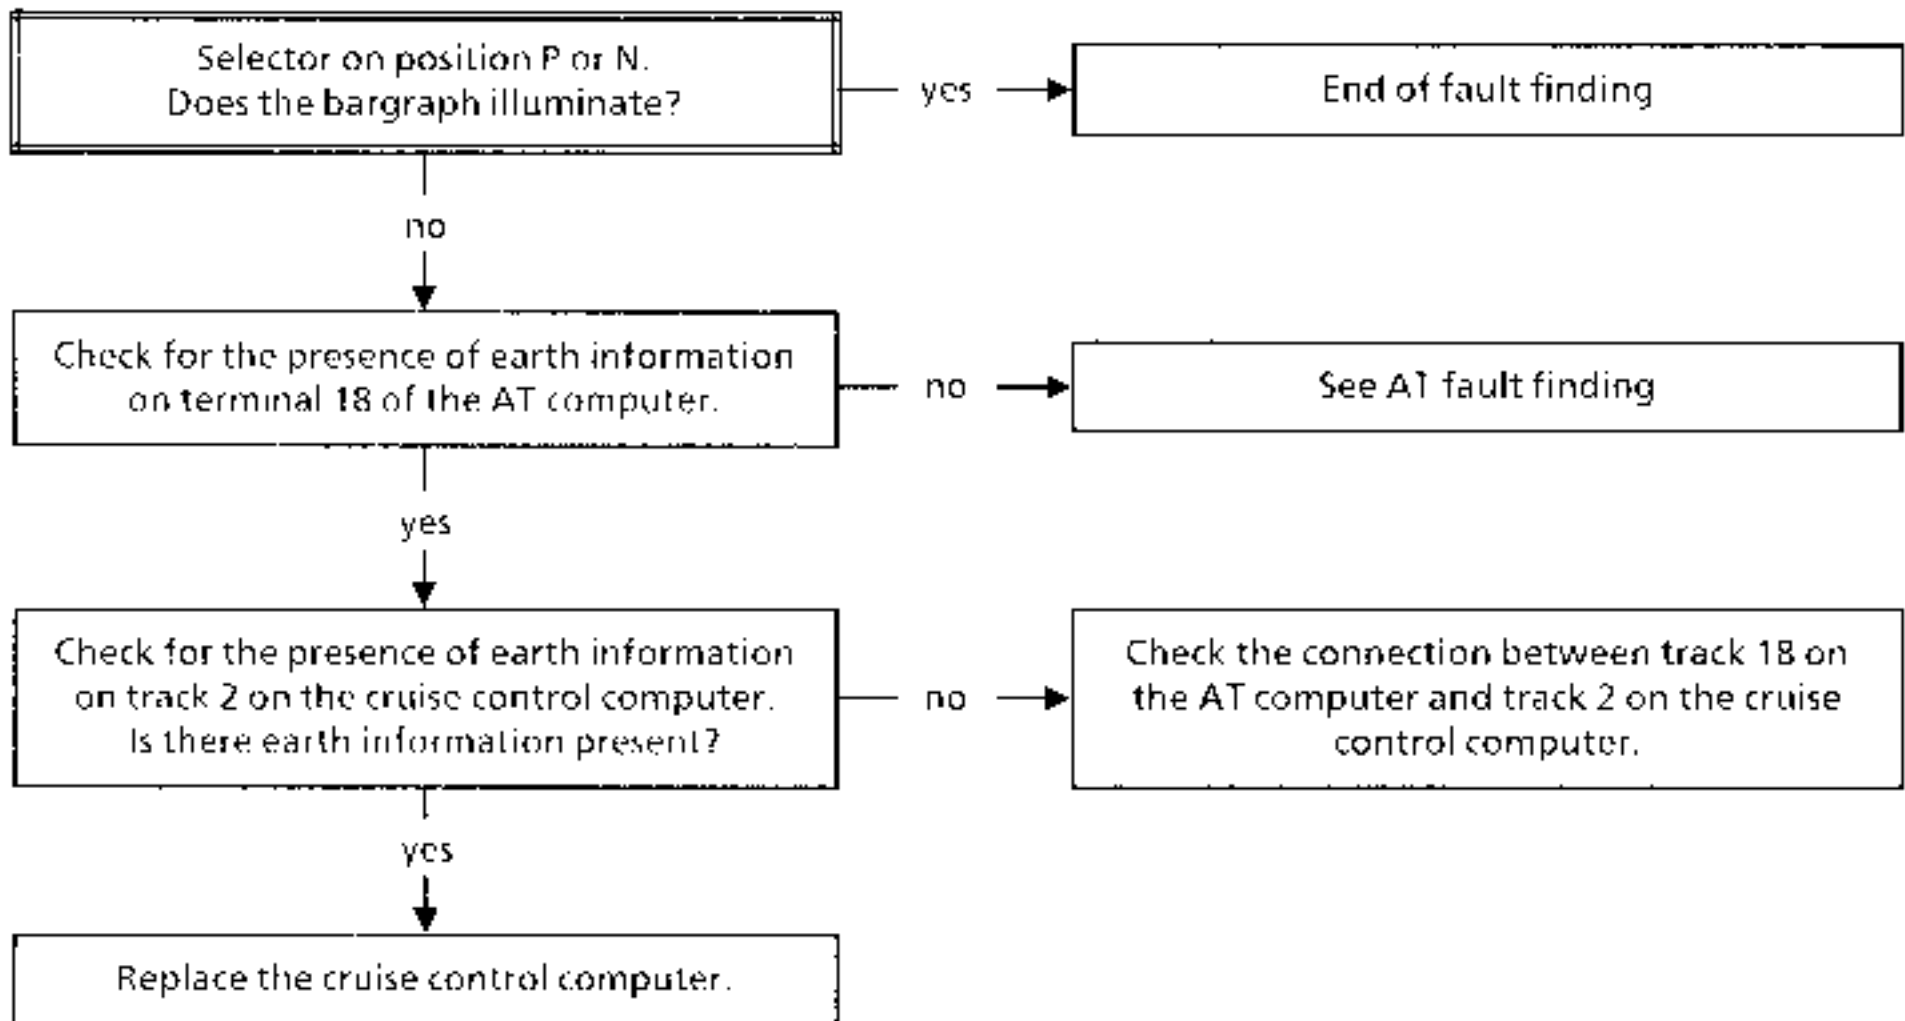 Selector on position P or N.
Does the bargraph illuminate?
yes
End of fault finding
no
Check for the presence of earth information
on terminal 18 of the AT computer.
no
See AT fault finding
yes
Check for the presence of earth information
on track 2 on the cruise control computer.
Is there earth information present?
no
Check the connection between track 18 on
the AT computer and track 2 on the cruise
control computer.
yes
Replace the cruise control computer.